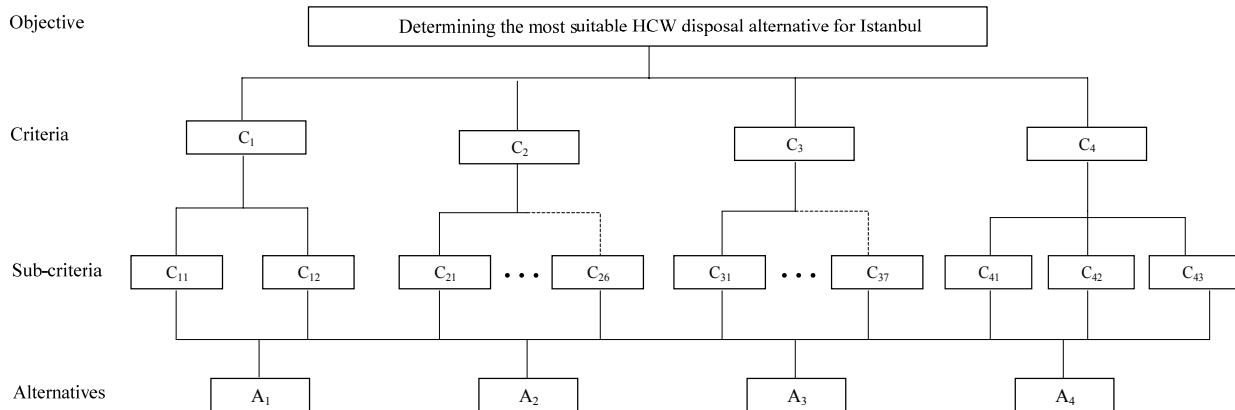 Objective
Determining the most suitable HCW disposal alternative for Istanbul
Criteria
C₁ C₂ C₃ C₄
Sub-criteria
C₁₁ C₁₂ C₂₁ • • • C₂₆ C₃₁ • • • C₃₇ C₄₁ C₄₂ C₄₃
Alternatives
A₁ A₂ A₃ A₄